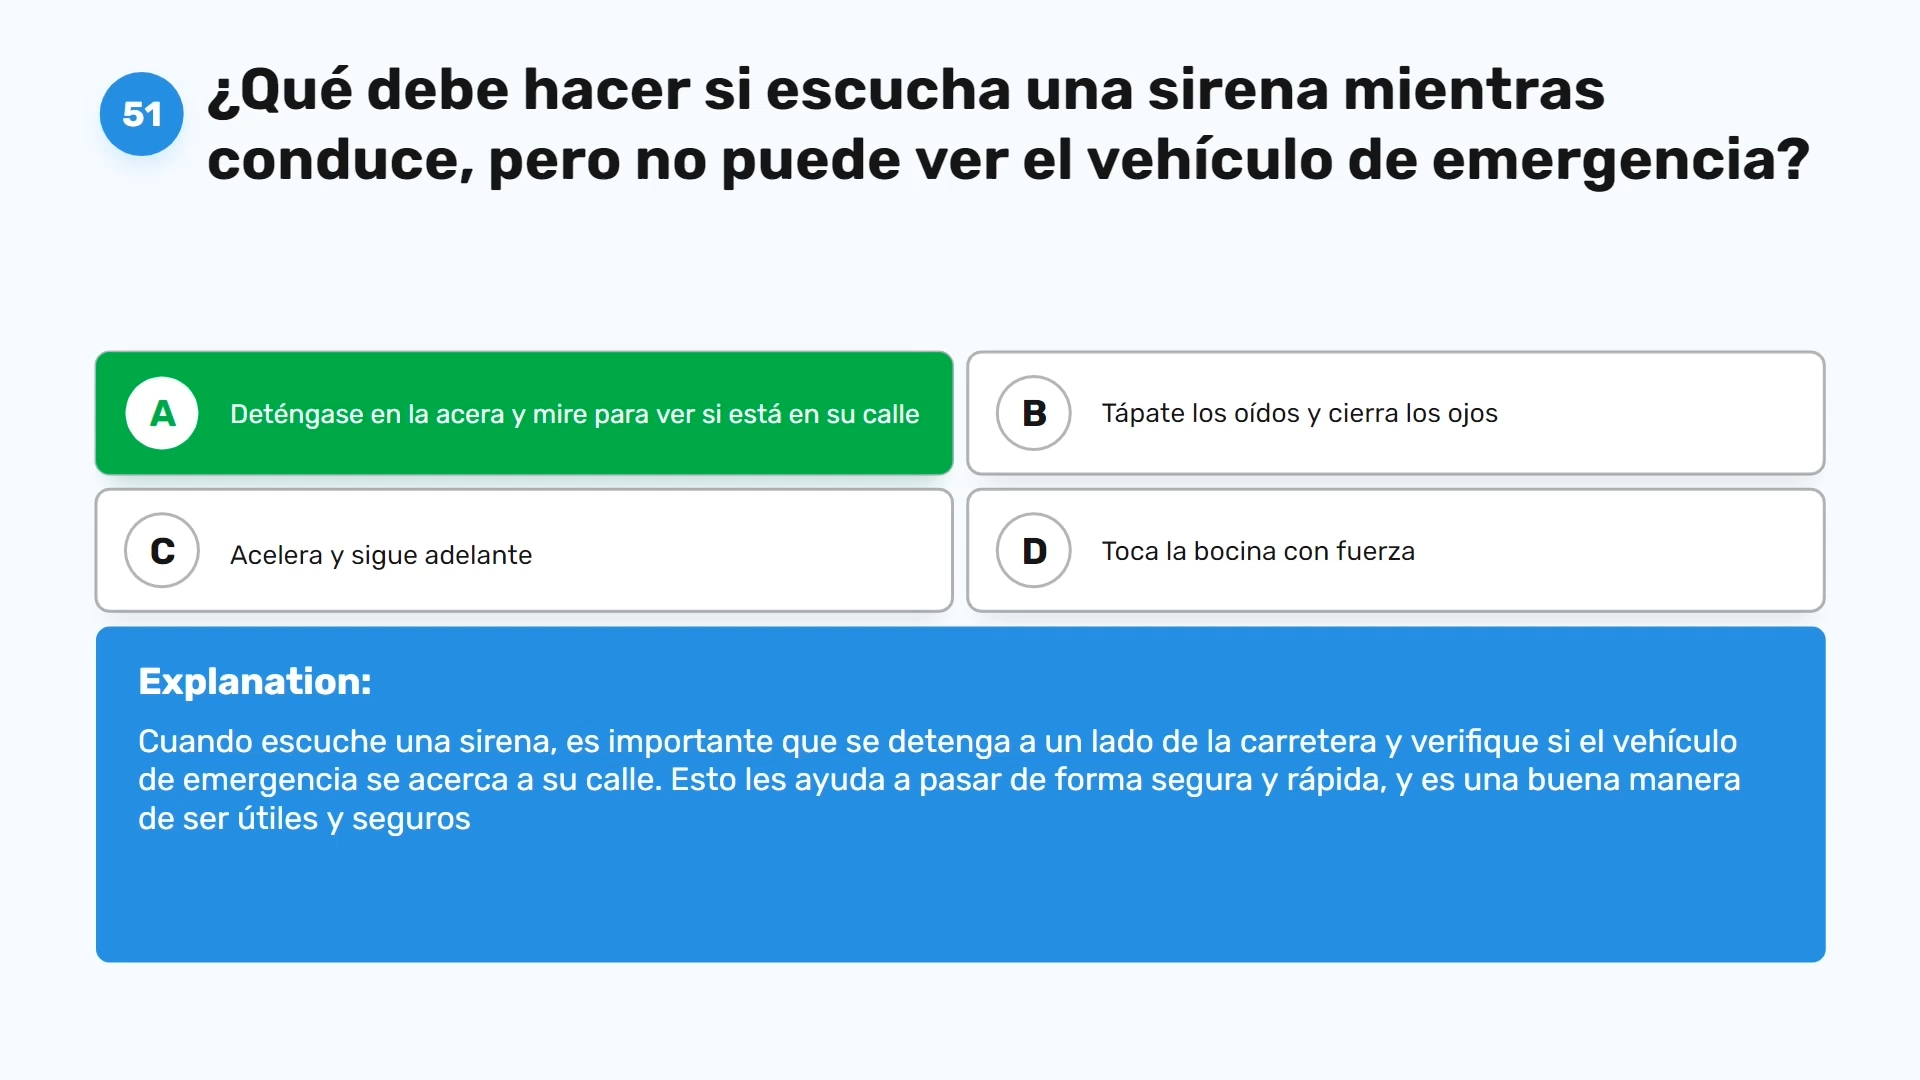 51
¿Qué debe hacer si escucha una sirena mientras
conduce, pero no puede ver el vehículo de emergencia?
A
Deténgase en la acera y mire para ver si está en su calle
B
Tápate los oídos y cierra los ojos
C
Acelera y sigue adelante
D
Toca la bocina con fuerza
Explanation:
Cuando escuche una sirena, es importante que se detenga a un lado de la carretera y verifique si el vehículo
de emergencia se acerca a su calle. Esto les ayuda a pasar de forma segura y rápida, y es una buena manera
de ser útiles y seguros